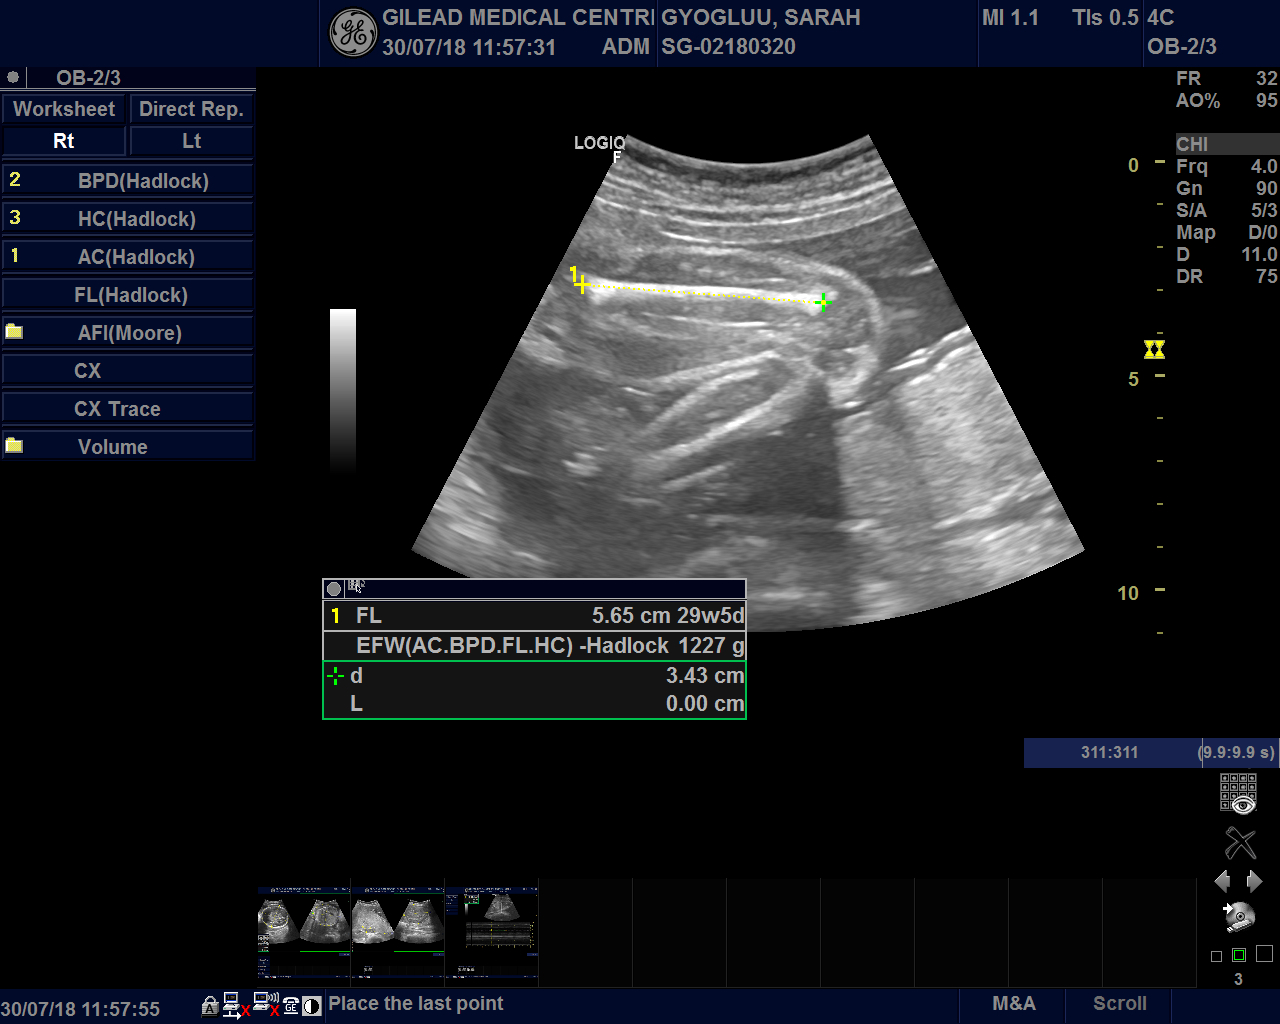 GILEAD MEDICAL CENTRE GYOGLUU, SARAH MI 1.1 TIs 0.5 4C
30/07/18 11:57:31 ADM SG-02180320 OB-2/3
OB-2/3
Worksheet Direct Rep.
Rt Lt
2 BPD(Hadlock)
3 HC(Hadlock)
1 AC(Hadlock)
FL(Hadlock)
AFI(Moore)
CX
CX Trace
Volume
FR 32
AO% 95
CHI
Frq 4.0
Gn 90
S/A 5/3
Map D/0
D 11.0
DR 75
LOGIQ
F
1
0
5
10
1 FL 5.65 cm 29w5d
EFW(AC.BPD.FL.HC) -Hadlock 1227 g
d 3.43 cm
L 0.00 cm
311:311 (9.9:9.9 s)
3
30/07/18 11:57:55 Place the last point M&A Scroll